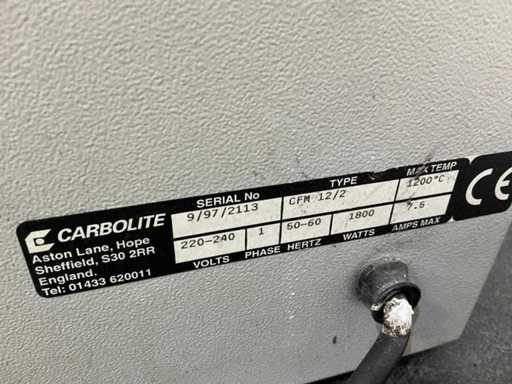 CARBOLITE
Aston Lane, Hope
Sheffield, S30 2RR
England.
Tel: 01433 620011
SERIAL No TYPE MAX TEMP
9/97/2113 CFM 12/2 1200°C
220-240 1 50-60 1800 7.5
VOLTS PHASE HERTZ WATTS AMPS MAX
CE